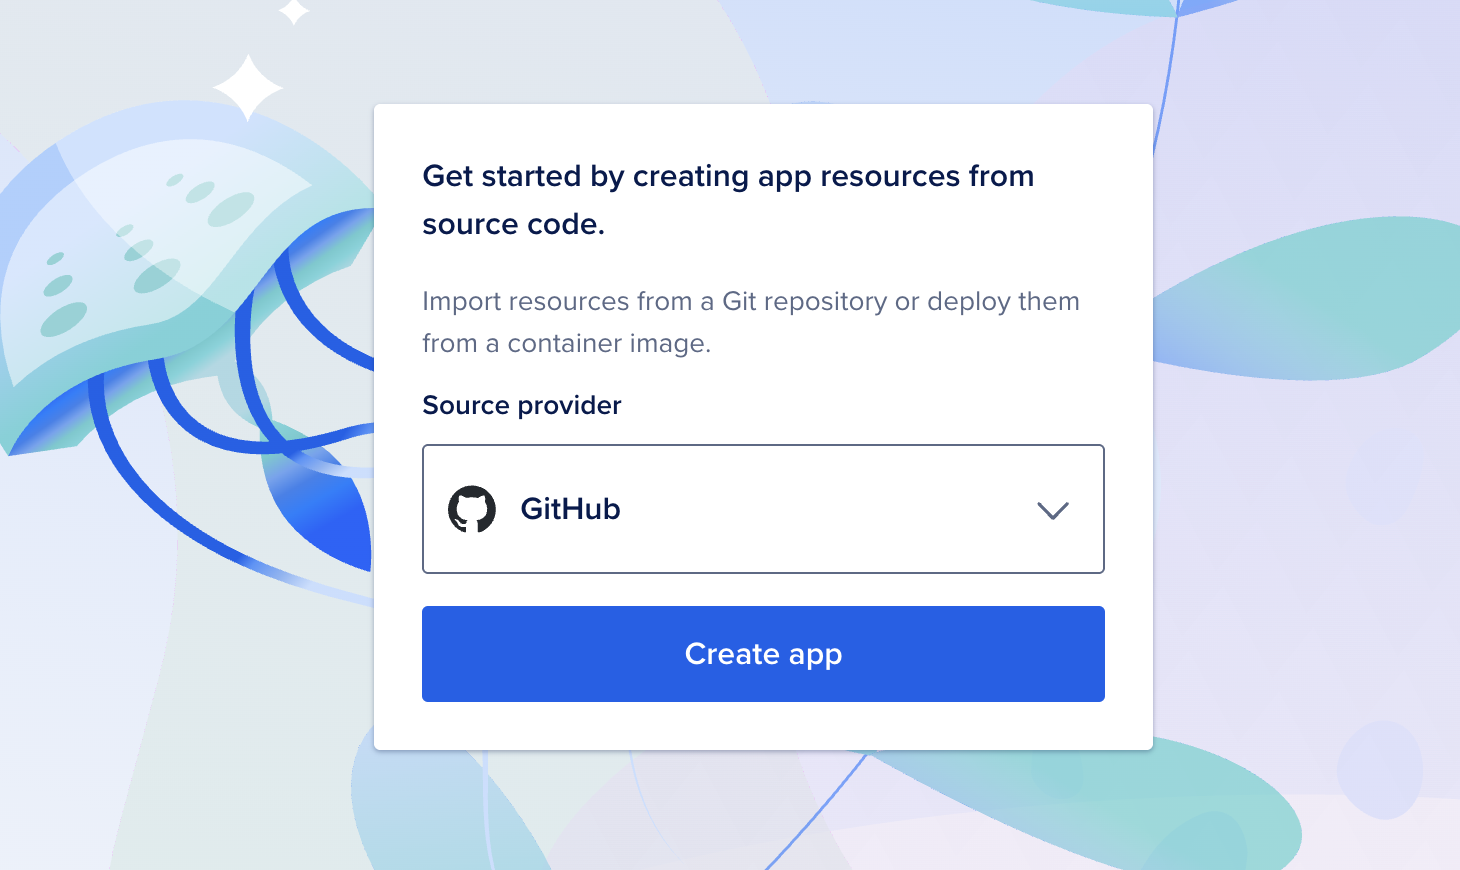 Get started by creating app resources from
source code.
Import resources from a Git repository or deploy them
from a container image.
Source provider
GitHub
Create app